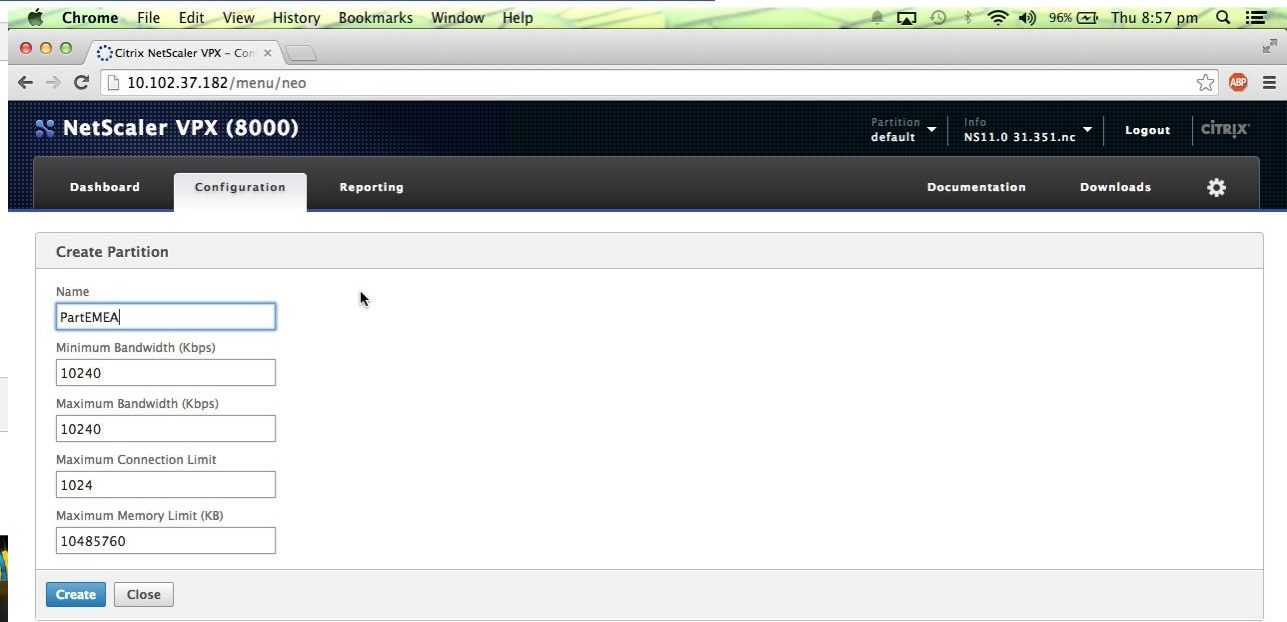 Chrome File Edit View History Bookmarks Window Help 96% Thu 8:57 pm
Citrix NetScaler VPX - Con
10.102.37.182/menu/neo ABP
NetScaler VPX (8000)
Partition
default
Info
NS11.0 31.351.nc
Logout
CITRIX
Dashboard Configuration Reporting Documentation Downloads
Create Partition
Name
PartEMEA
Minimum Bandwidth (Kbps)
10240
Maximum Bandwidth (Kbps)
10240
Maximum Connection Limit
1024
Maximum Memory Limit (KB)
10485760
Create Close